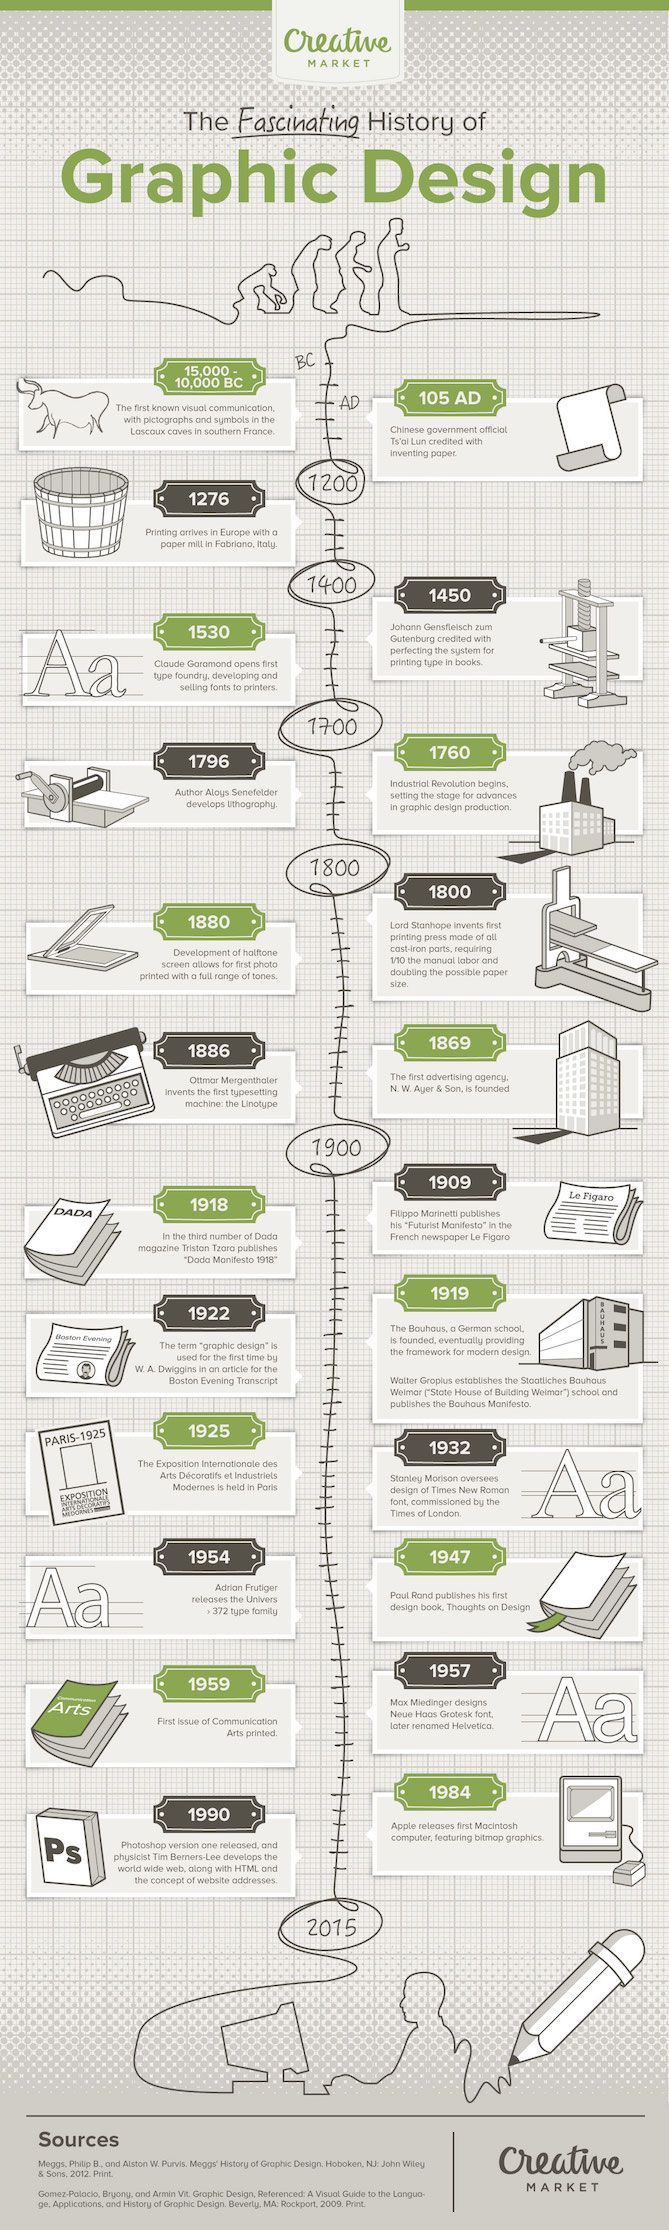 Creative
MARKET
The Fascinating History of
Graphic Design
BC
15,000 -
10,000 BC
The first known visual communication,
with pictographs and symbols in the
Lascaux caves in southern France.
AD
105 AD
Chinese government official
Ts'ai Lun credited with
inventing paper.
1200
1276
Printing arrives in Europe with a
paper mill in Fabriano, Italy.
1400
1450
Johann Gensfleisch zum
Gutenburg credited with
perfecting the system for
printing type in books.
1530
Claude Garamond opens first
type foundry, developing and
selling fonts to printers.
Aa
1700
1760
Industrial Revolution begins,
setting the stage for advances
in graphic design production.
1796
Author Aloys Senefelder
develops lithography.
1800
1800
Lord Stanhope invents first
printing press made of all
cast-iron parts, requiring
1/10 the manual labor and
doubling the possible paper
size.
1880
Development of halftone
screen allows for first photo
printed with a full range of tones.
1869
The first advertising agency,
N. W. Ayer & Son, is founded
1886
Ottmar Mergenthaler
invents the first typesetting
machine: the Linotype
1900
1909
Filippo Marinetti publishes
his “Futurist Manifesto” in the
French newspaper Le Figaro
Le Figaro
1918
In the third number of Dada
magazine Tristan Tzara publishes
“Dada Manifesto 1918”
DADA
1919
The Bauhaus, a German school,
is founded, eventually providing
the framework for modern design.
Walter Gropius establishes the Staatliches Bauhaus
Weimar (“State House of Building Weimar”) school and
publishes the Bauhaus Manifesto.
BAUHAUS
1922
The term “graphic design” is
used for the first time by
W. A. Dwiggins in an article for the
Boston Evening Transcript
Boston Evening
1925
The Exposition Internationale des
Arts Décoratifs et Industriels
Modernes is held in Paris
PARIS-1925
EXPOSITION
INTERNATIONALE
ARTS DECORATIFS
MEDORNES
1932
Stanley Morison oversees
design of Times New Roman
font, commissioned by the
Times of London.
Aa
1954
Adrian Frutiger
releases the Univers
› 372 type family
Aa
1947
Paul Rand publishes his first
design book, Thoughts on Design
1959
First issue of Communication
Arts printed.
Communication
Arts
1957
Max Miedinger designs
Neue Haas Grotesk font,
later renamed Helvetica.
Aa
1984
Apple releases first Macintosh
computer, featuring bitmap graphics.
1990
Photoshop version one released, and
physicist Tim Berners-Lee develops the
world wide web, along with HTML and
the concept of website addresses.
Ps
2015
Sources
Meggs, Philip B., and Alston W. Purvis. Meggs' History of Graphic Design. Hoboken, NJ: John Wiley
& Sons, 2012. Print.
Gomez-Palacio, Bryony, and Armin Vit. Graphic Design, Referenced: A Visual Guide to the Langua-
ge, Applications, and History of Graphic Design. Beverly, MA: Rockport, 2009. Print.
Creative
MARKET